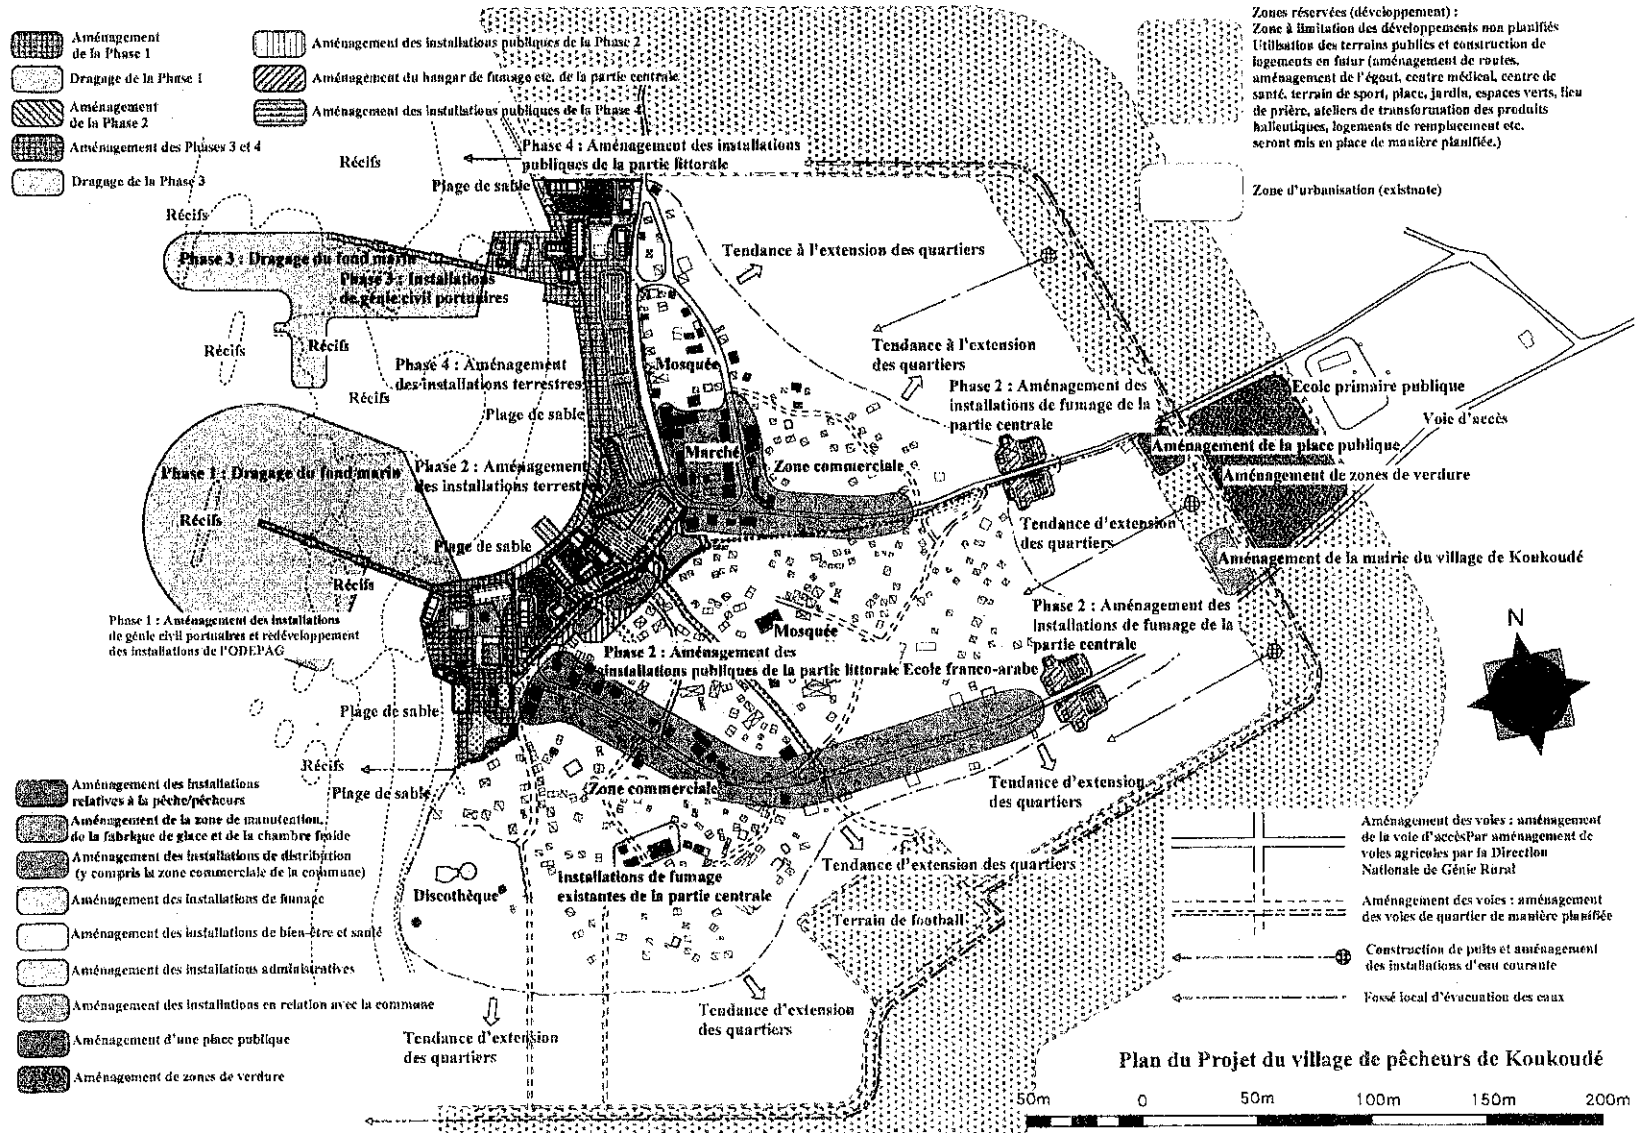 Aménagement
de la Phase 1
Dragage de la Phase 1
Aménagement
de la Phase 2
Aménagement des Phases 3 et 4
Dragage de la Phase 3
Aménagement des installations publiques de la Phase 2
Aménagement du hangar de fumage etc. de la partie centrale
Aménagement des installations publiques de la Phase 4
Zones réservées (développement) :
Zone à limitation des développements non planifiés
Utilisation des terrains publics et construction de
logements en futur (aménagement de routes,
aménagement de l'égout, centre médical, centre de
santé, terrain de sport, place, jardin, espaces verts, lieu
de prière, ateliers de transformation des produits
halieutiques, logements de remplacement etc.
seront mis en place de manière planifiée.)
Zone d'urbanisation (existnate)
Phase 4 : Aménagement des installations
publiques de la partie littorale
Récifs
Plage de sable
Récifs
Phase 3 : Dragage du fond marin
Phase 3 : Installations
de génie civil portuaires
Tendance à l'extension des quartiers
Récifs
Récifs
Phase 4 : Aménagement
des installations terrestres
Récifs
Plage de sable
Mosquée
Tendance à l'extension
des quartiers
Phase 2 : Aménagement des
installations de fumage de la
partie centrale
Ecole primaire publique
Voie d'accès
Aménagement de la place publique
Aménagement de zones de verdure
Marché
Zone commerciale
Phase 1 : Dragage du fond marin
Phase 2 : Aménagement
des installations terrestres
Récifs
Plage de sable
Tendance d'extension
des quartiers
Aménagement de la mairie du village de Koukoudé
Récifs
Phase 1 : Aménagement des installations
de génie civil portuaires et redéveloppement
des installations de l'ODEPAG
Phase 2 : Aménagement des
installations de fumage de la
partie centrale
Mosquée
Phase 2 : Aménagement des
installations publiques de la partie littorale
Ecole franco-arabe
N
Plage de sable
Récifs
Plage de sable
Zone commerciale
Tendance d'extension
des quartiers
Tendance d'extension des quartiers
Discothèque
Installations de fumage
existantes de la partie centrale
Terrain de football
Tendance d'extension
des quartiers
Tendance d'extension
des quartiers
Aménagement des installations
relatives à la pêche/pêcheurs
Aménagement de la zone de manutention,
de la fabrique de glace et de la chambre froide
Aménagement des installations de distribution
(y compris la zone commerciale de la commune)
Aménagement des installations de fumage
Aménagement des installations de bien-être et santé
Aménagement des installations administratives
Aménagement des installations en relation avec la commune
Aménagement d'une place publique
Aménagement de zones de verdure
Aménagement des voies : aménagement
de la voie d'accèsPar aménagement de
voies agricoles par la Direction
Nationale de Génie Rural
Aménagement des voies : aménagement
des voies de quartier de manière planifiée
Construction de puits et aménagement
des installations d'eau courante
Fossé local d'évacuation des eaux
Plan du Projet du village de pêcheurs de Koukoudé
50m 0 50m 100m 150m 200m